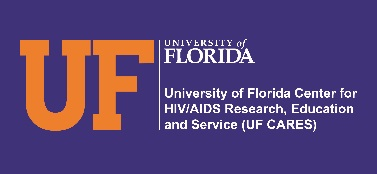 UF
UNIVERSITY of
FLORIDA
University of Florida Center for
HIV/AIDS Research, Education
and Service (UF CARES)